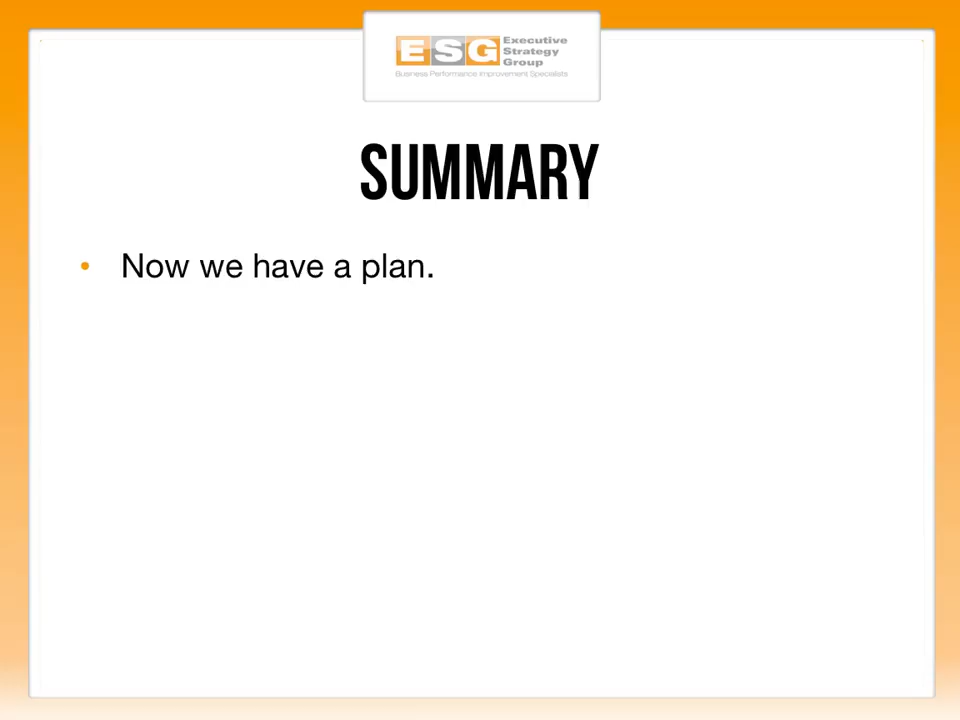 ESG Executive
Strategy
Group
Business Performance Improvement Specialists
SUMMARY
• Now we have a plan.